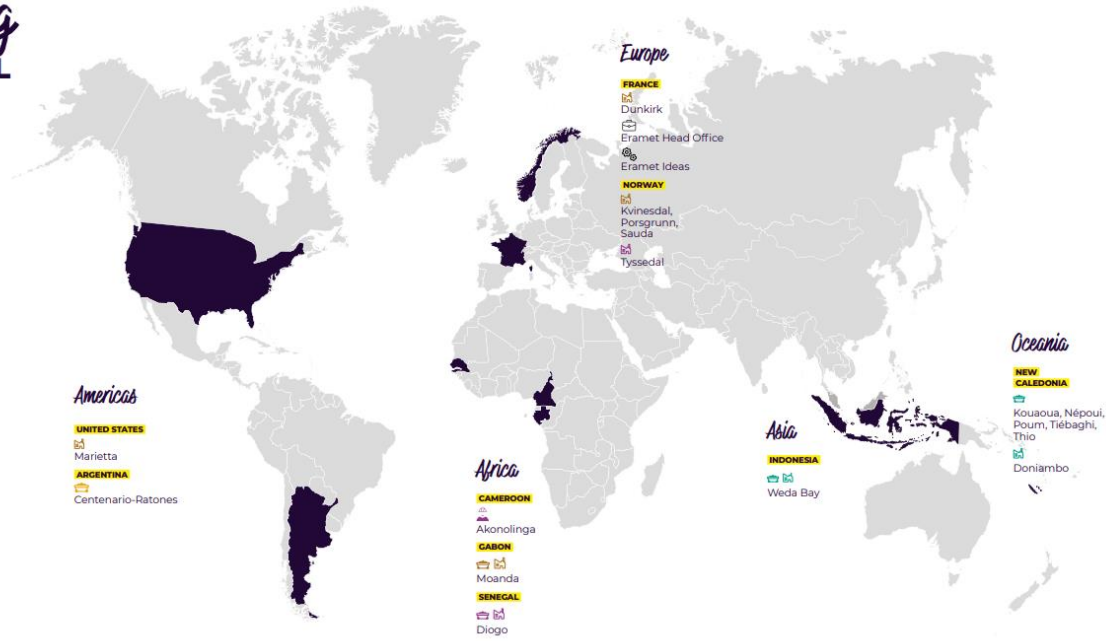 Europe
FRANCE
Dunkirk
Eramet Head Office
Eramet Ideas
NORWAY
Kvinesdal,
Porsgrunn,
Sauda
Tyssedal
Americas
UNITED STATES
Marietta
ARGENTINA
Centenario-Ratones
Africa
CAMEROON
Akonolinga
GABON
Moanda
SENEGAL
Diogo
Asia
INDONESIA
Weda Bay
Oceania
NEW
CALEDONIA
Kouaoua, Népoui,
Poum, Tiébaghi,
Thio
Doniambo